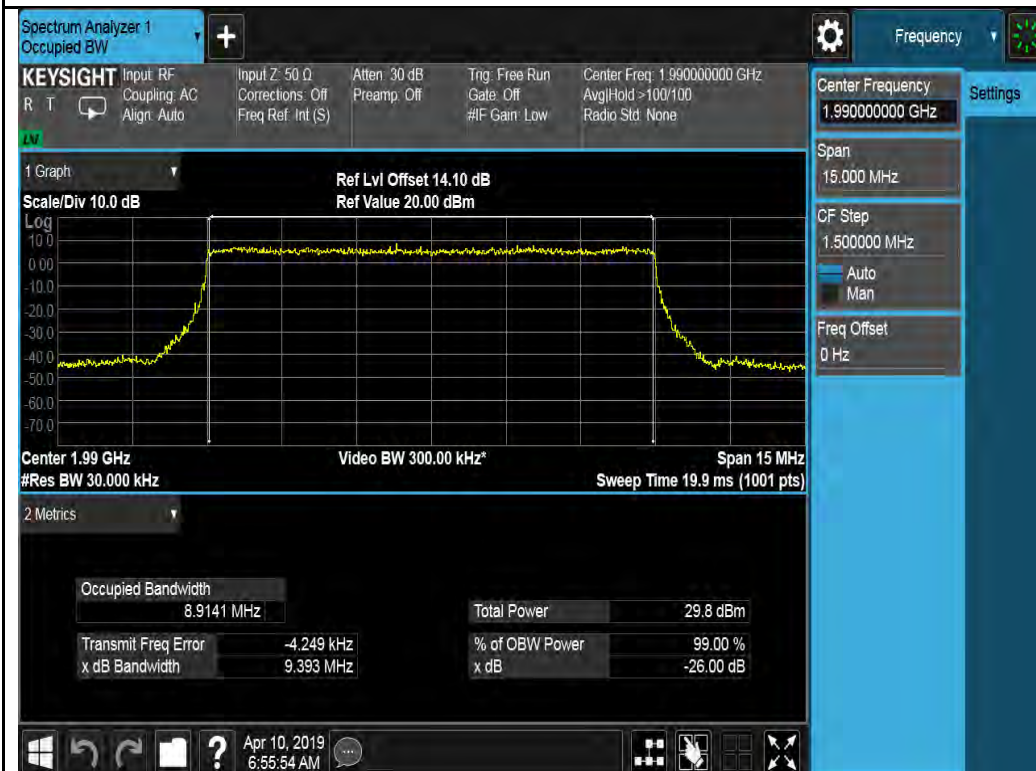 Spectrum Analyzer 1
Occupied BW
+
Frequency
KEYSIGHT
R T
LXI
Input: RF
Coupling: AC
Align: Auto
Input Z: 50 Ω
Corrections: Off
Freq Ref: Int (S)
Atten: 30 dB
Preamp: Off
Trig: Free Run
Gate: Off
#IF Gain: Low
Center Freq: 1.990000000 GHz
Avg|Hold >100/100
Radio Std: None
Center Frequency
1.990000000 GHz
Settings
Span
15.000 MHz
CF Step
1.500000 MHz
Auto
Man
Freq Offset
0 Hz
1 Graph
Ref Lvl Offset 14.10 dB
Scale/Div 10.0 dB
Ref Value 20.00 dBm
Log
10.0
0.00
-10.0
-20.0
-30.0
-40.0
-50.0
-60.0
-70.0
Center 1.99 GHz
Video BW 300.00 kHz*
Span 15 MHz
#Res BW 30.000 kHz
Sweep Time 19.9 ms (1001 pts)
2 Metrics
Occupied Bandwidth
8.9141 MHz
Total Power 29.8 dBm
Transmit Freq Error -4.249 kHz
% of OBW Power 99.00 %
x dB Bandwidth 9.393 MHz
x dB -26.00 dB
?
Apr 10, 2019
6:55:54 AM